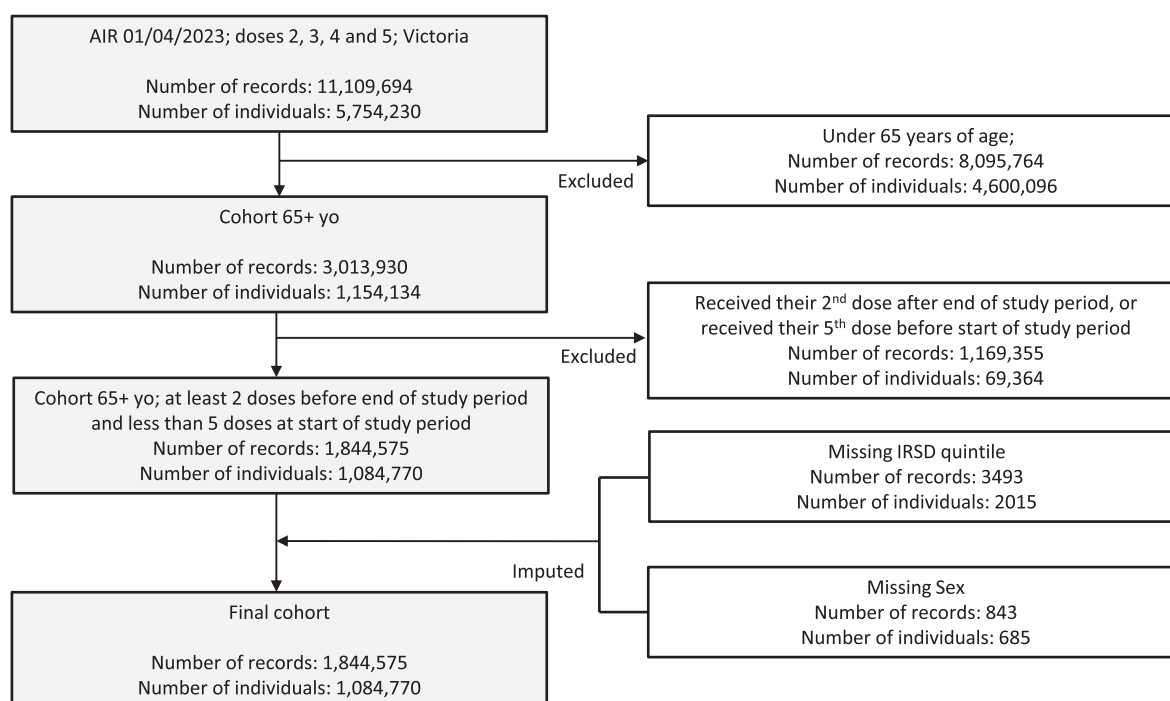 AIR 01/04/2023; doses 2, 3, 4 and 5; Victoria
Number of records: 11,109,694
Number of individuals: 5,754,230
Under 65 years of age;
Number of records: 8,095,764
Number of individuals: 4,600,096
Excluded
Cohort 65+ yo
Number of records: 3,013,930
Number of individuals: 1,154,134
Received their 2nd dose after end of study period, or
received their 5th dose before start of study period
Number of records: 1,169,355
Number of individuals: 69,364
Excluded
Cohort 65+ yo; at least 2 doses before end of study period
and less than 5 doses at start of study period
Number of records: 1,844,575
Number of individuals: 1,084,770
Missing IRSD quintile
Number of records: 3493
Number of individuals: 2015
Imputed
Missing Sex
Number of records: 843
Number of individuals: 685
Final cohort
Number of records: 1,844,575
Number of individuals: 1,084,770